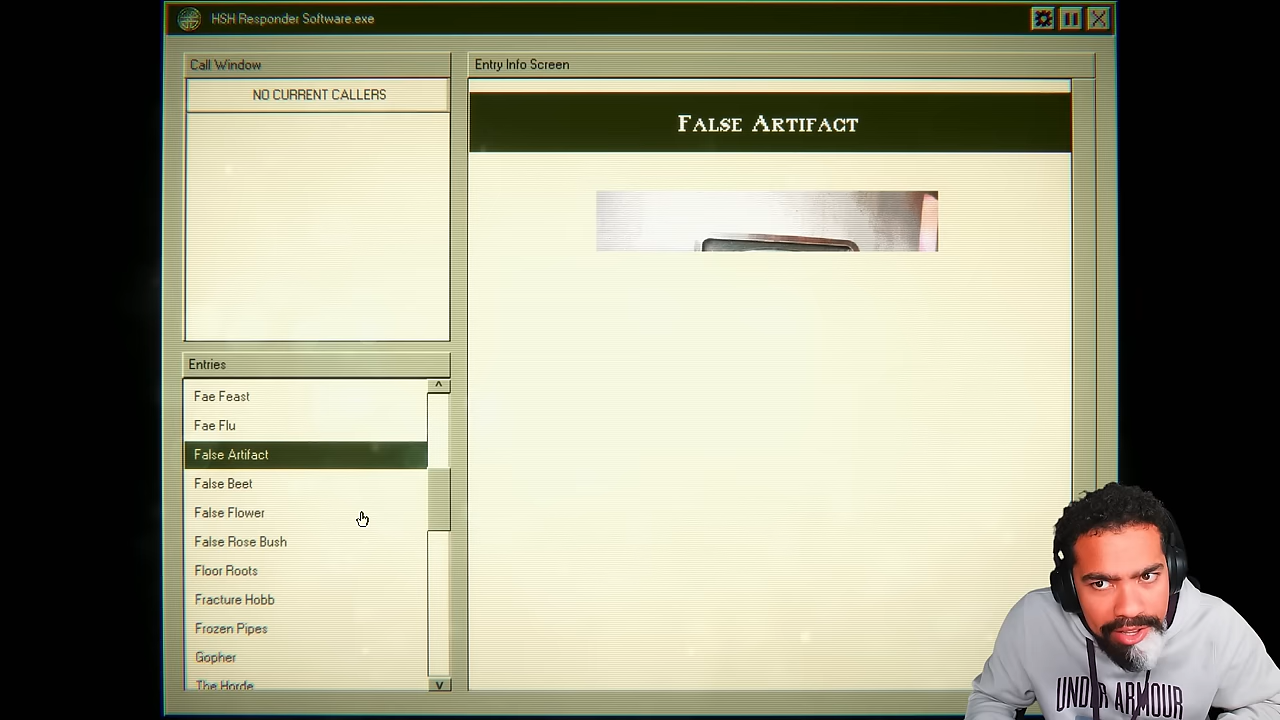 HSH Responder Software.exe
Call Window
NO CURRENT CALLERS
Entry Info Screen
False Artifact
Entries
Fae Feast
Fae Flu
False Artifact
False Beet
False Flower
False Rose Bush
Floor Roots
Fracture Hobb
Frozen Pipes
Gopher
The Horde
UNDER ARMOUR